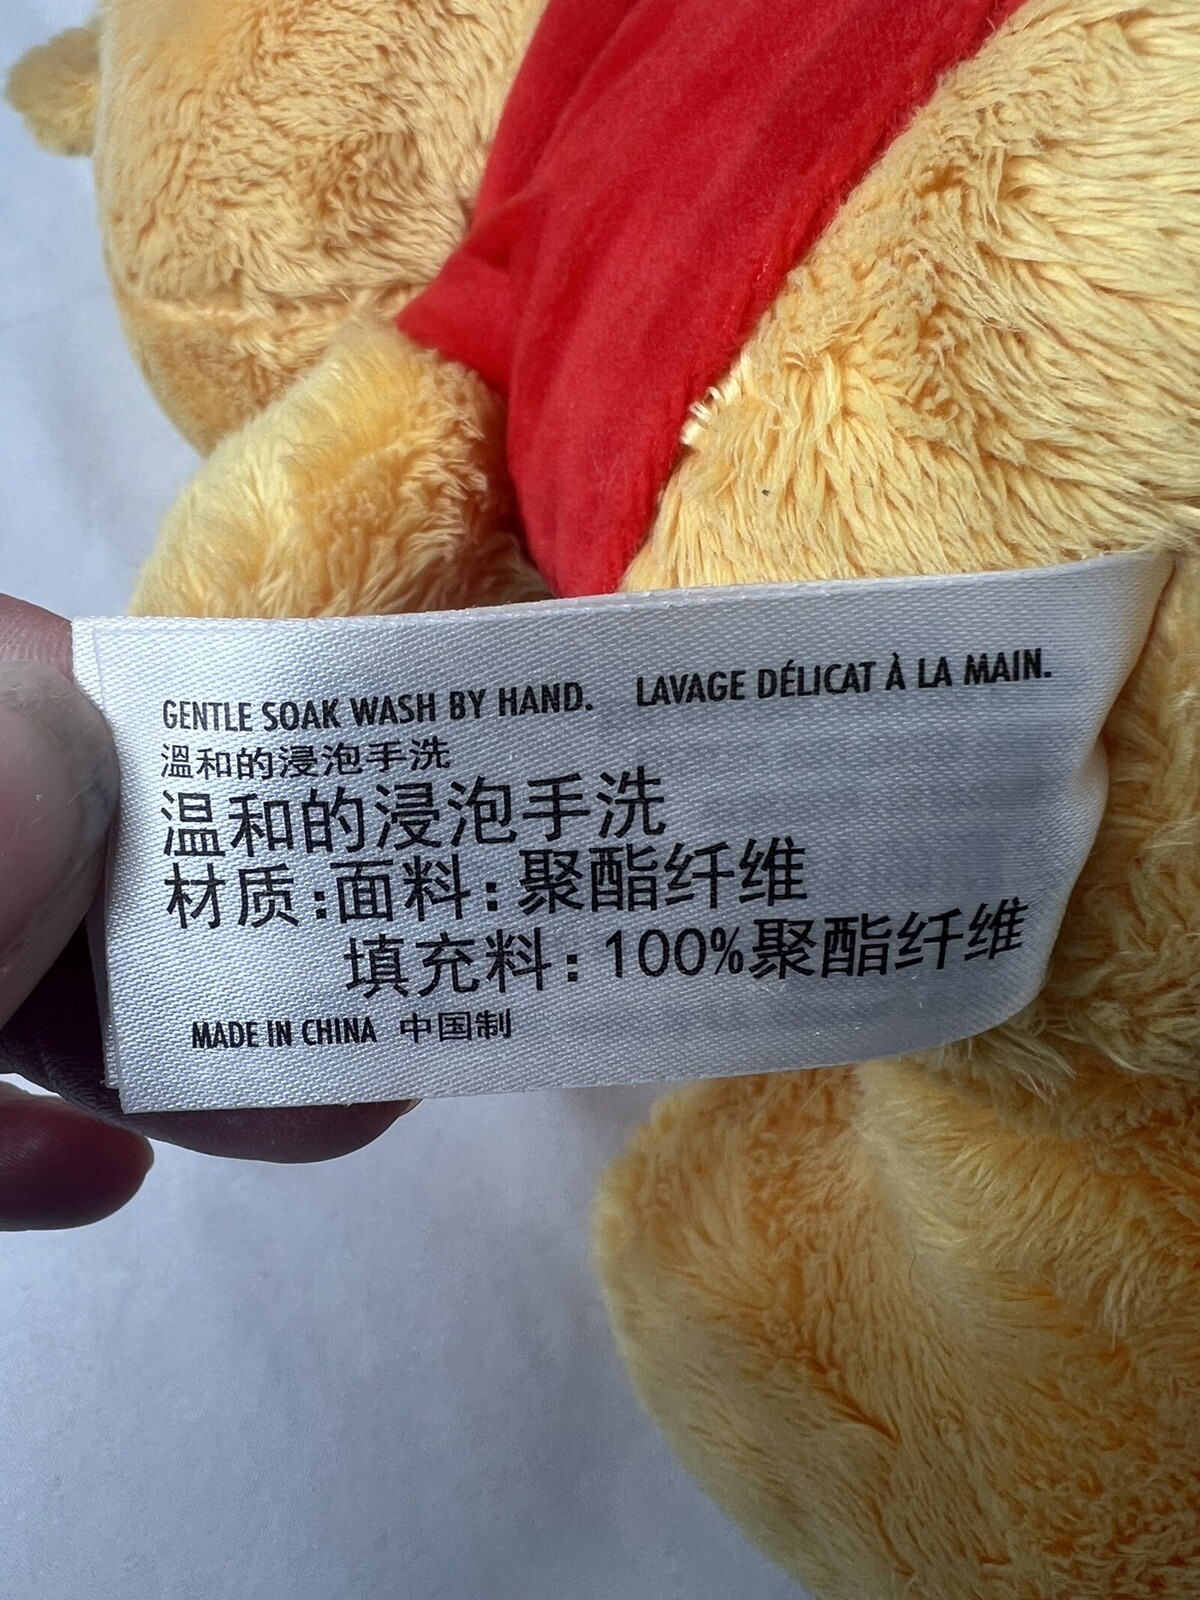 GENTLE SOAK WASH BY HAND. LAVAGE DÉLICAT À LA MAIN.
溫和的浸泡手洗
温和的浸泡手洗
材质:面料:聚酯纤维
填充料:100%聚酯纤维
MADE IN CHINA 中国制